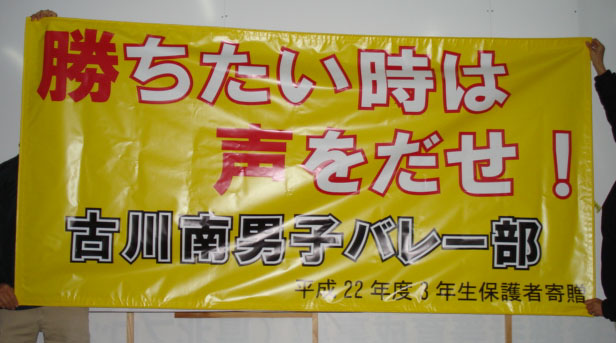 勝ちたい時は
声をだせ！
古川南男子バレー部
平成22年度3年生保護者寄贈